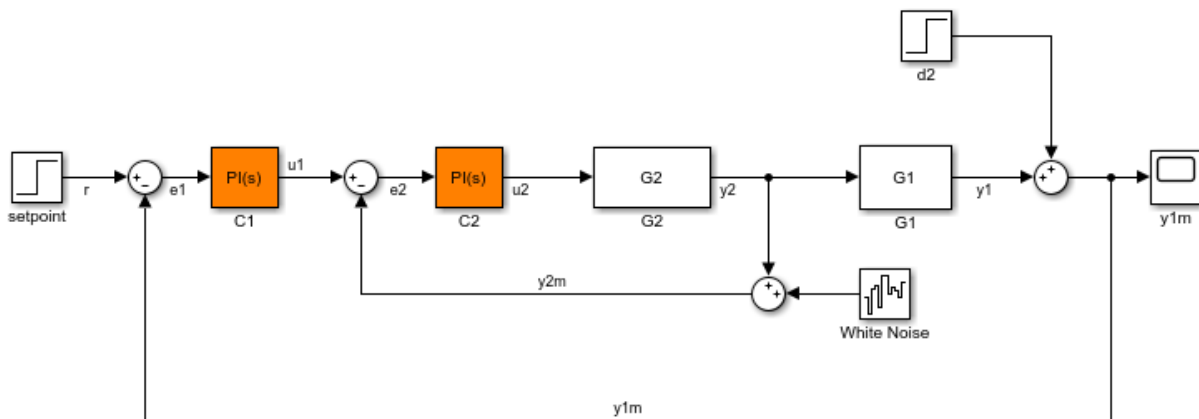 d2
setpoint
r
e1
PI(s)
C1
u1
e2
PI(s)
C2
u2
G2
G2
y2
G1
G1
y1
y1m
y2m
White Noise
y1m